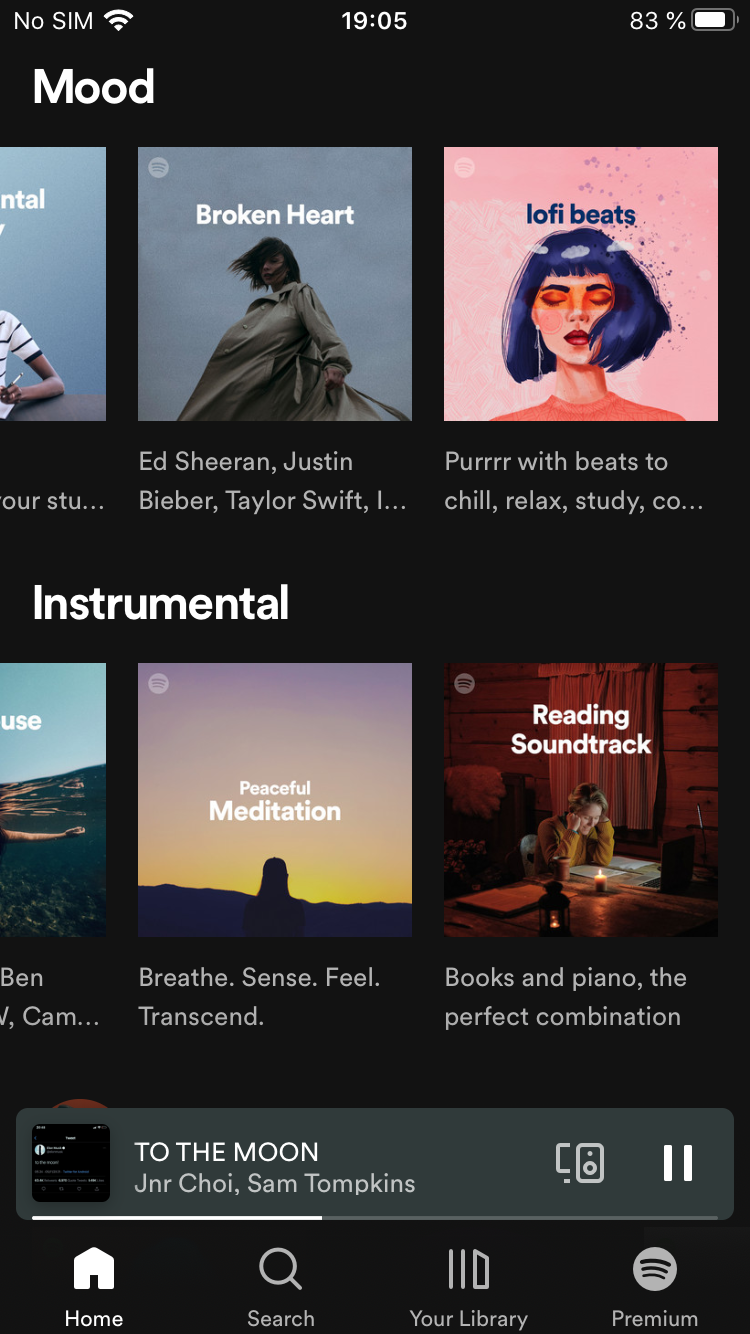 No SIM 19:05 83 %
Mood
ntal
y
Broken Heart
lofi beats
your stu...
Ed Sheeran, Justin
Bieber, Taylor Swift, I...
Purrrr with beats to
chill, relax, study, co...
Instrumental
use
Peaceful
Meditation
Reading
Soundtrack
Ben
W, Cam...
Breathe. Sense. Feel.
Transcend.
Books and piano, the
perfect combination
TO THE MOON
Jnr Choi, Sam Tompkins
Home
Search
Your Library
Premium